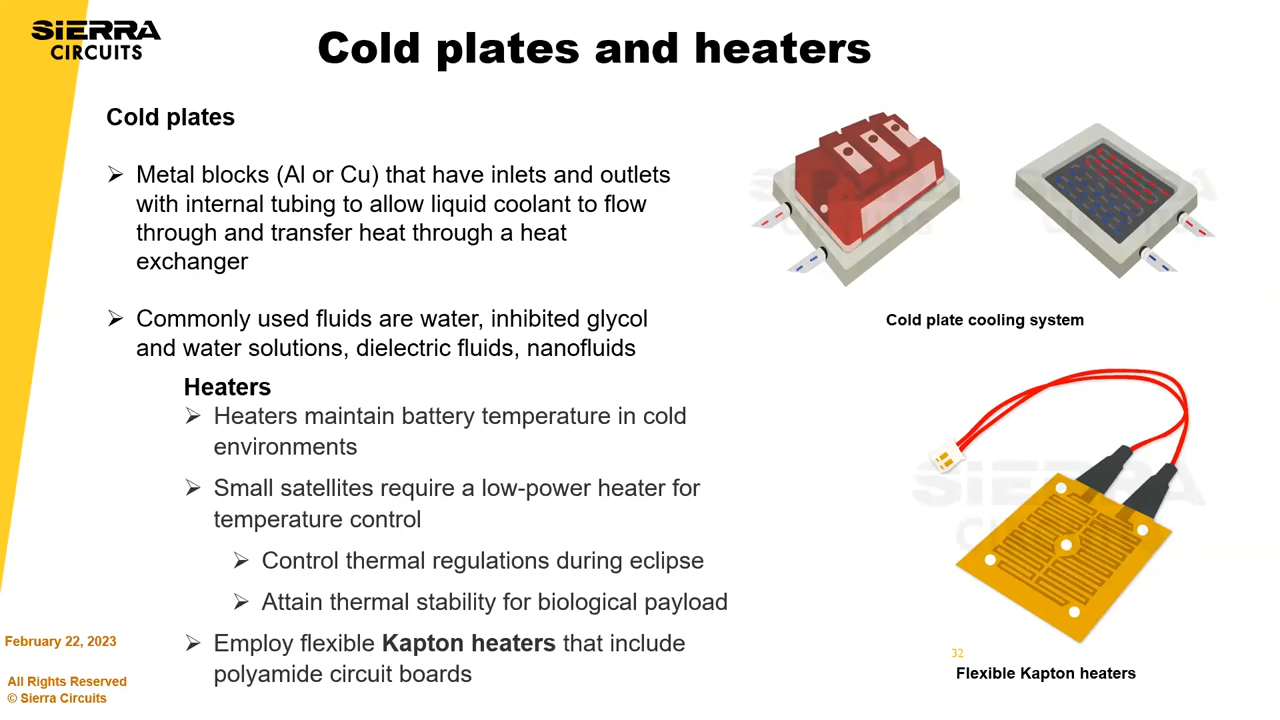 SIERRA
CIRCUITS
Cold plates and heaters
Cold plates
➢ Metal blocks (Al or Cu) that have inlets and outlets
with internal tubing to allow liquid coolant to flow
through and transfer heat through a heat
exchanger
➢ Commonly used fluids are water, inhibited glycol
and water solutions, dielectric fluids, nanofluids
Heaters
➢ Heaters maintain battery temperature in cold
environments
➢ Small satellites require a low-power heater for
temperature control
➢ Control thermal regulations during eclipse
➢ Attain thermal stability for biological payload
➢ Employ flexible Kapton heaters that include
polyamide circuit boards
Cold plate cooling system
SIERRA
Flexible Kapton heaters
32
February 22, 2023
All Rights Reserved
© Sierra Circuits